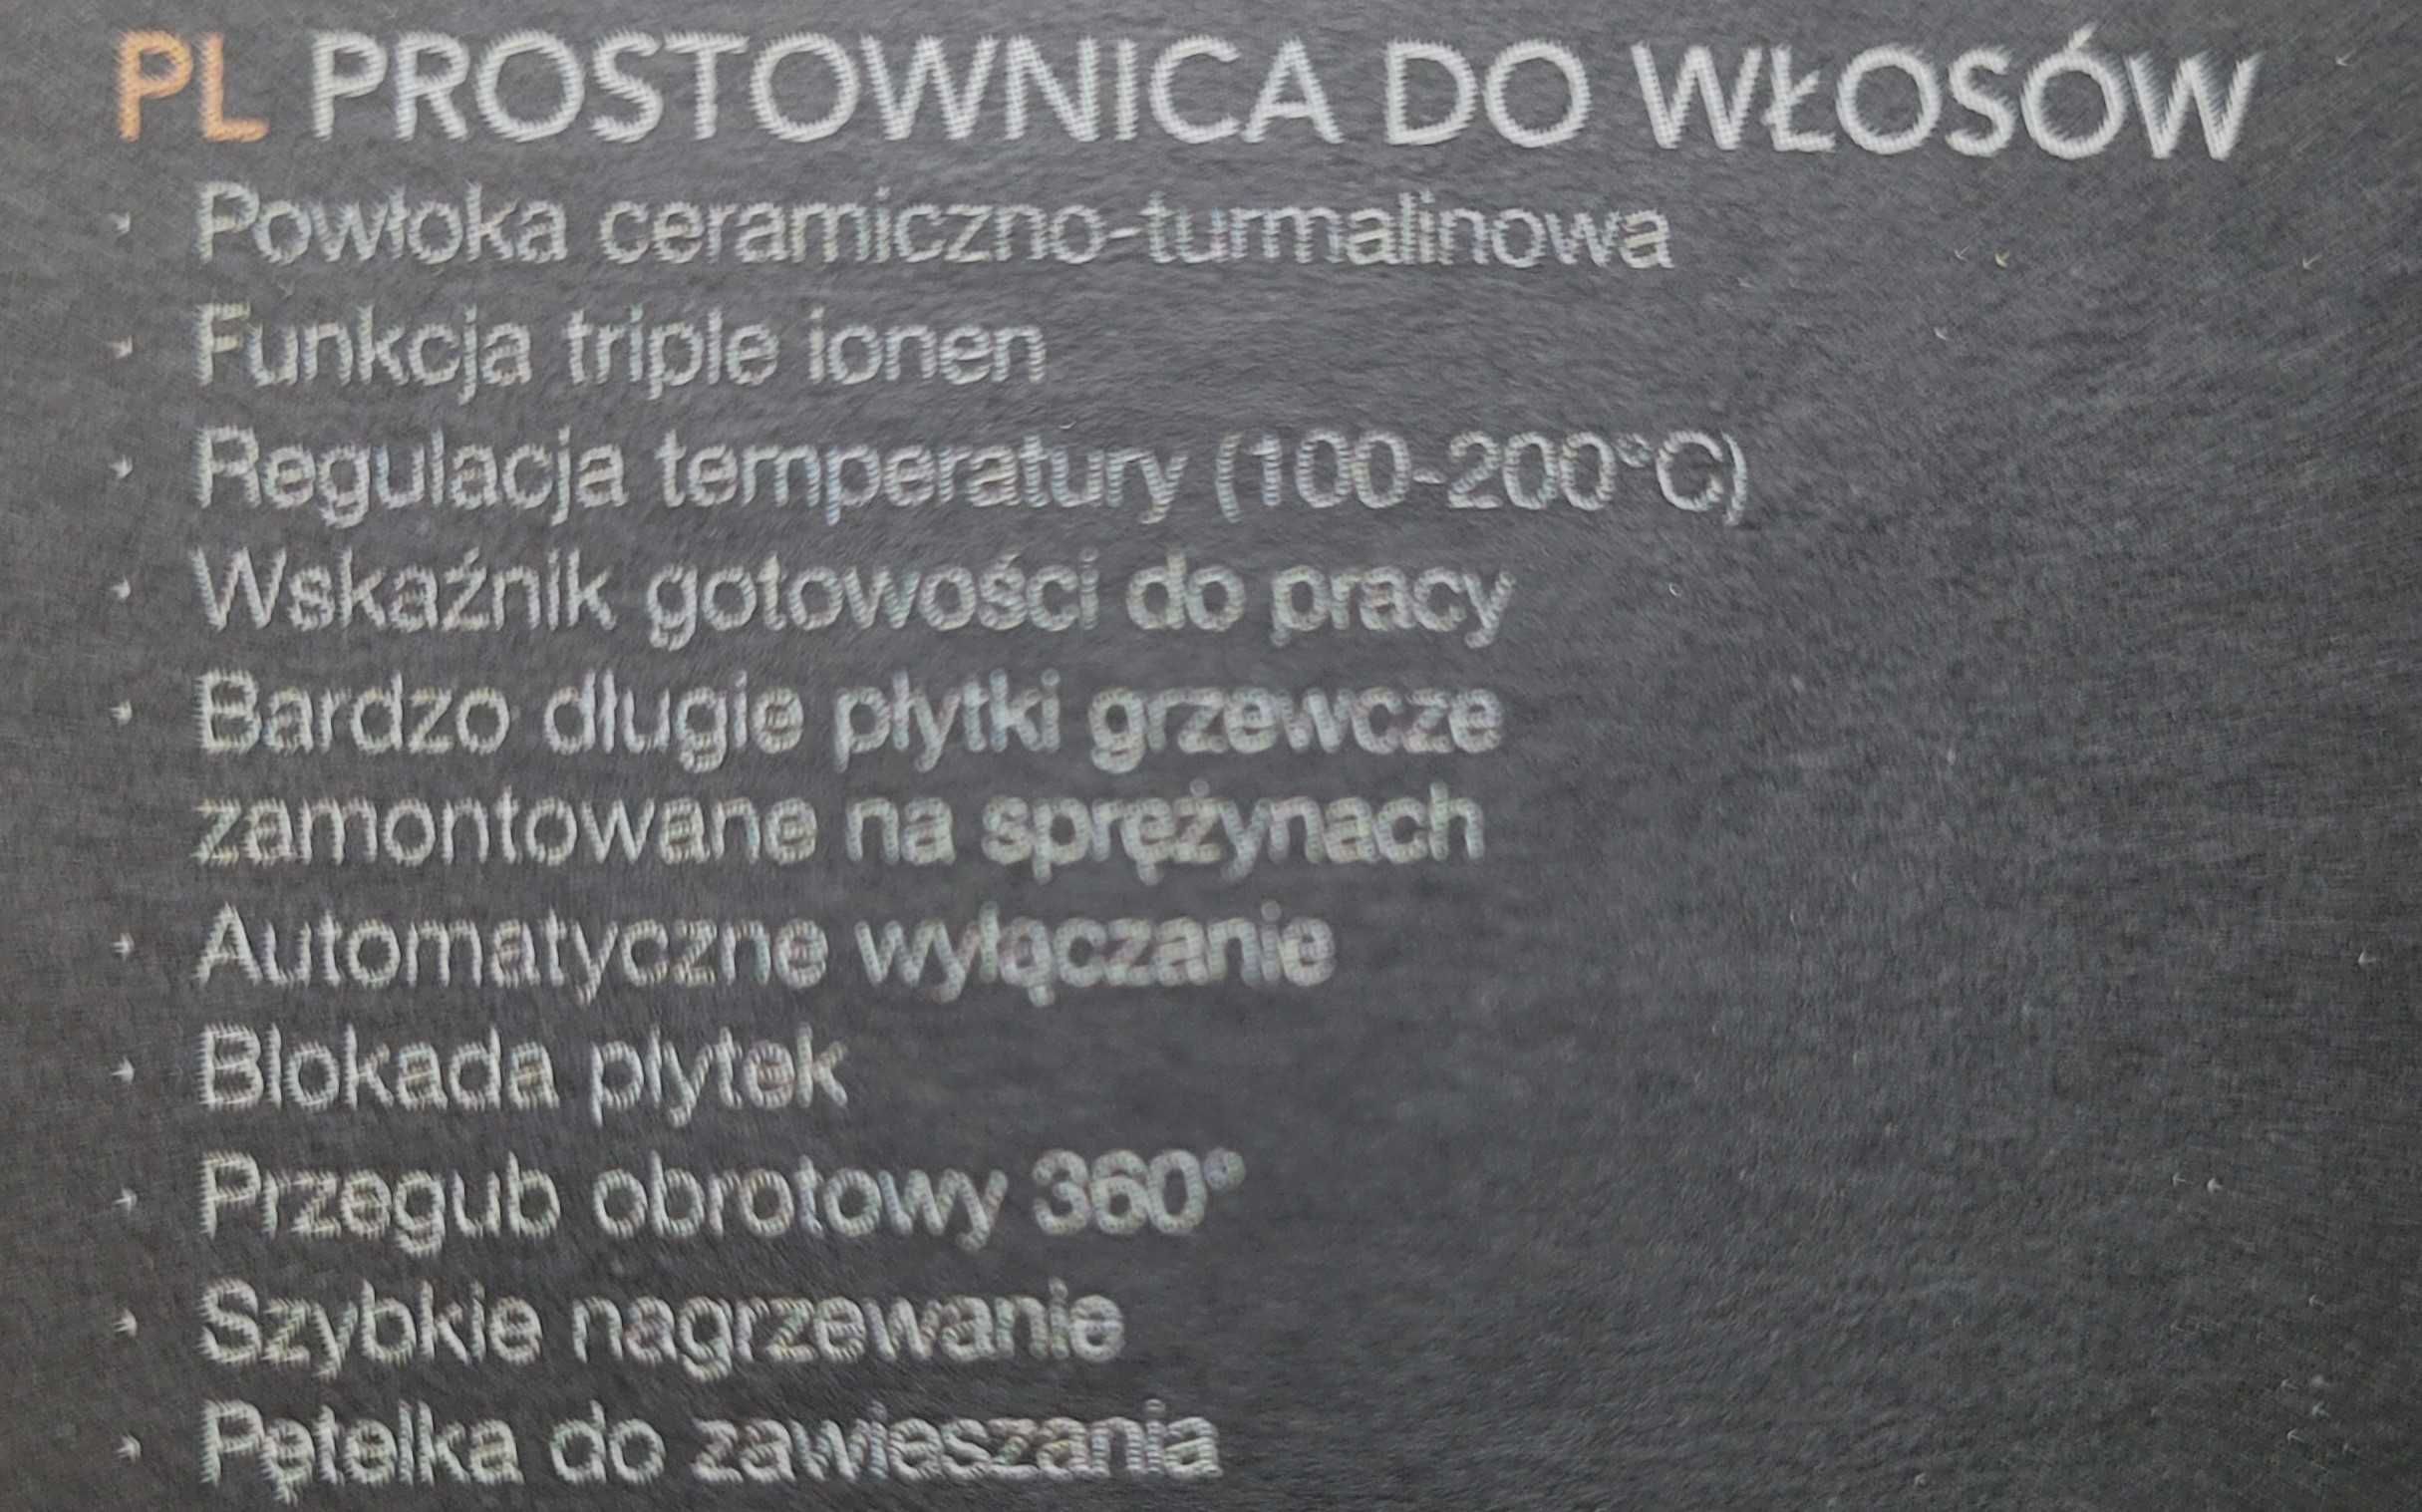 PL PROSTOWNICA DO WŁOSÓW
· Powłoka ceramiczno-turmalinowa
· Funkcja triple ionen
· Regulacja temperatury (100-200°C)
· Wskaźnik gotowości do pracy
· Bardzo długie płytki grzewcze
zamontowane na sprężynach
· Automatyczne wyłączanie
· Blokada płytek
· Przegub obrotowy 360°
· Szybkie nagrzewanie
· Pętelka do zawieszania